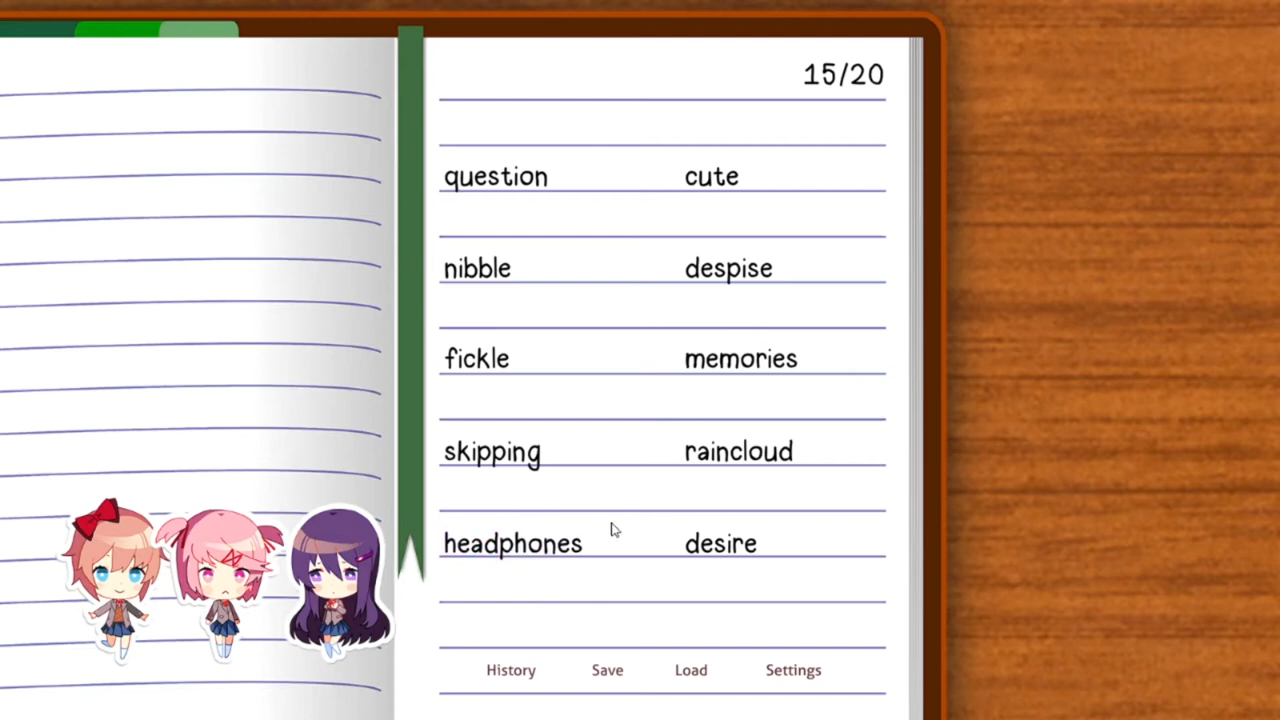 15/20
question cute
nibble despise
fickle memories
skipping raincloud
headphones desire
History Save Load Settings